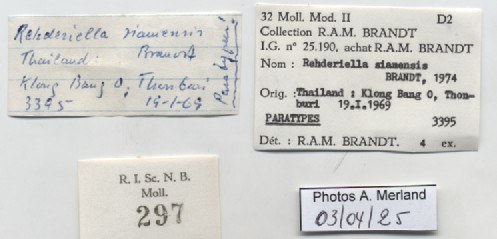 Rehderiella siamensis
Thailand. Brandt
Klong Bang O, Thonburi
3395 19-1-69
Paratypoid
32 Moll. Mod. II D2
Collection R.A.M. BRANDT
I.G. n° 25.190, achat R.A.M. BRANDT
Nom : Rehderiella siamensis
BRANDT, 1974
Orig. : Thailand : Klong Bang O, Thon-
buri 19.I.1969
PARATYPES 3395
Dét. : R.A.M. BRANDT. 4 ex.
R. I. Sc. N. B.
Moll.
297
Photos A. Merland
03/04/25